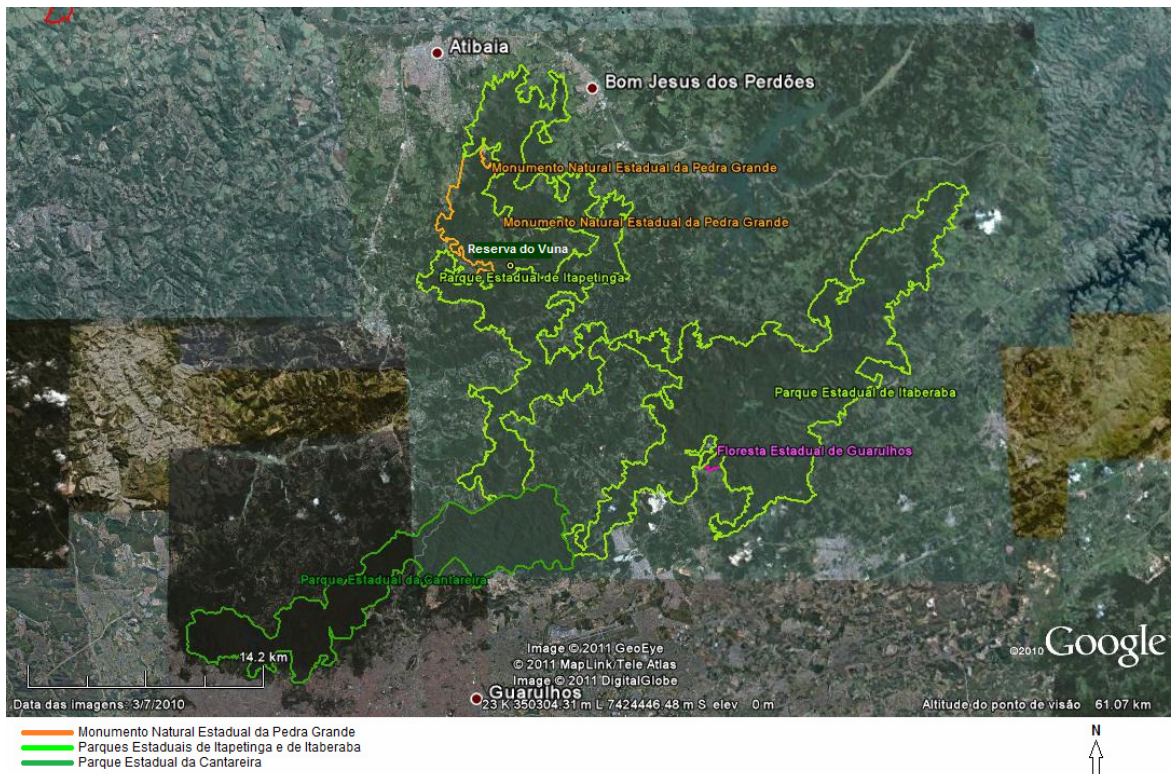 Atibaia
Bom Jesus dos Perdões
Monumento Natural Estadual da Pedra Grande
Monumento Natural Estadual da Pedra Grande
Reserva do Vuna
Parque Estadual de Itapetinga
Parque Estadual de Itaberaba
Floresta Estadual de Guarulhos
Parque Estadual da Cantareira
14.2 km
Image © 2011 GeoEye
© 2011 MapLink/Tele Atlas
Image © 2011 DigitalGlobe
©2010 Google
Guarulhos
Data das imagens: 3/7/2010
23 K 350304.31 m L 7424446.48 m S elev 0 m
Altitude do ponto de visão 61.07 km
Monumento Natural Estadual da Pedra Grande
Parques Estaduais de Itapetinga e de Itaberaba
Parque Estadual da Cantareira
N